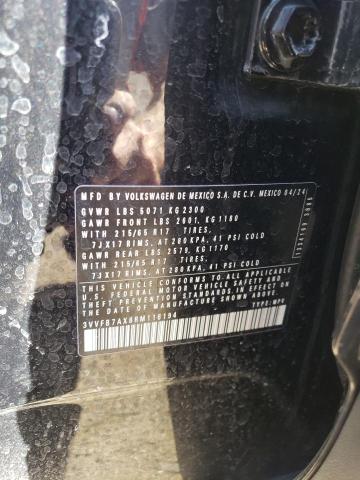 MFD BY VOLKSWAGEN DE MEXICO S.A. DE C.V. MEXICO 04/24
GVWR LBS 5071 KG 2300
GAWR FRONT LBS 2601, KG 1180
WITH 215/65 R17 TIRES,
7JX17 RIMS, AT 280 KPA, 41 PSI COLD
GAWR REAR LBS 2579, KG 1170
WITH 215/65 R17 TIRES,
7JX17 RIMS, AT 280 KPA, 41 PSI COLD
THIS VEHICLE CONFORMS TO ALL APPLICABLE
U.S. FEDERAL MOTOR VEHICLE SAFETY STANDARDS
IN EFFECT ON THE DATE OF MANUFACTURE SHOWN ABOVE
TYPE: MPV